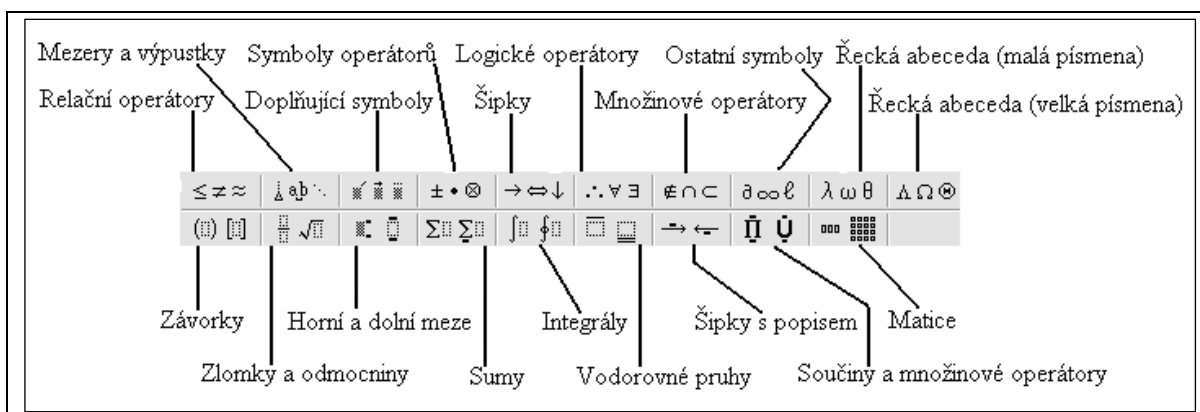 Mezery a výpustky Symboly operátorů Logické operátory Ostatní symboly Řecká abeceda (malá písmena)
Relační operátory Doplňující symboly Šipky Množinové operátory Řecká abeceda (velká písmena)
≤ ≠ ≈ a͟b ⋱ ± • ⊗ → ⇔ ↓ ∴ ∀ ∃ ∉ ∩ ⊂ ∂ ∞ ℓ λ ω θ Λ Ω Θ
(▫) [▫] √▫ Σ▫ Σ▫ ∫▫ ∮▫ → ← Π Ụ
Závorky Horní a dolní meze Integrály Šipky s popisem Matice
Zlomky a odmocniny Sumy Vodorovné pruhy Součiny a množinové operátory